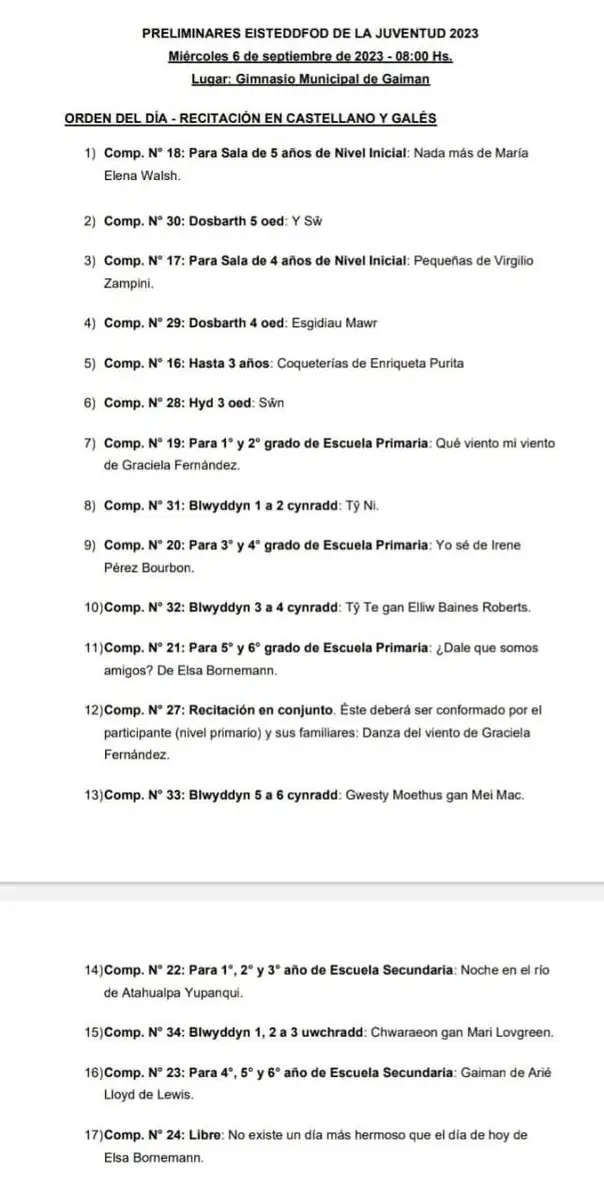 PRELIMINARES EISTEDDFOD DE LA JUVENTUD 2023
Miércoles 6 de septiembre de 2023 - 08:00 Hs.
Lugar: Gimnasio Municipal de Gaiman
ORDEN DEL DÍA - RECITACIÓN EN CASTELLANO Y GALÉS
1) Comp. N° 18: Para Sala de 5 años de Nivel Inicial: Nada más de María
Elena Walsh.
2) Comp. N° 30: Dosbarth 5 oed: Y Sŵ
3) Comp. N° 17: Para Sala de 4 años de Nivel Inicial: Pequeñas de Virgilio
Zampini.
4) Comp. N° 29: Dosbarth 4 oed: Esgidiau Mawr
5) Comp. N° 16: Hasta 3 años: Coqueterías de Enriqueta Purita
6) Comp. N° 28: Hyd 3 oed: Sŵn
7) Comp. N° 19: Para 1° y 2° grado de Escuela Primaria: Qué viento mi viento
de Graciela Fernández.
8) Comp. N° 31: Blwyddyn 1 a 2 cynradd: Tŷ Ni.
9) Comp. N° 20: Para 3° y 4° grado de Escuela Primaria: Yo sé de Irene
Pérez Bourbon.
10)Comp. N° 32: Blwyddyn 3 a 4 cynradd: Tŷ Te gan Elliw Baines Roberts.
11)Comp. N° 21: Para 5° y 6° grado de Escuela Primaria: ¿Dale que somos
amigos? De Elsa Bornemann.
12)Comp. N° 27: Recitación en conjunto. Éste deberá ser conformado por el
participante (nivel primario) y sus familiares: Danza del viento de Graciela
Fernández.
13)Comp. N° 33: Blwyddyn 5 a 6 cynradd: Gwesty Moethus gan Mei Mac.
14)Comp. N° 22: Para 1°, 2° y 3° año de Escuela Secundaria: Noche en el río
de Atahualpa Yupanqui.
15)Comp. N° 34: Blwyddyn 1, 2 a 3 uwchradd: Chwaraeon gan Mari Lovgreen.
16)Comp. N° 23: Para 4°, 5° y 6° año de Escuela Secundaria: Gaiman de Arié
Lloyd de Lewis.
17)Comp. N° 24: Libre: No existe un día más hermoso que el día de hoy de
Elsa Bornemann.